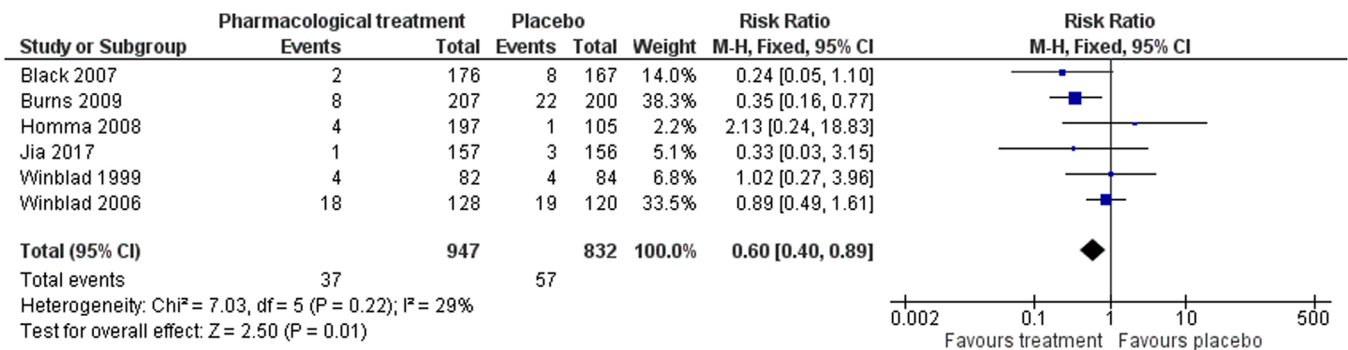 Pharmacological treatment Placebo Risk Ratio Risk Ratio
Study or Subgroup Events Total Events Total Weight M-H, Fixed, 95% CI M-H, Fixed, 95% CI
Black 2007 2 176 8 167 14.0% 0.24 [0.05, 1.10]
Burns 2009 8 207 22 200 38.3% 0.35 [0.16, 0.77]
Homma 2008 4 197 1 105 2.2% 2.13 [0.24, 18.83]
Jia 2017 1 157 3 156 5.1% 0.33 [0.03, 3.15]
Winblad 1999 4 82 4 84 6.8% 1.02 [0.27, 3.96]
Winblad 2006 18 128 19 120 33.5% 0.89 [0.49, 1.61]
Total (95% CI) 947 832 100.0% 0.60 [0.40, 0.89]
Total events 37 57
Heterogeneity: Chi² = 7.03, df = 5 (P = 0.22); I² = 29%
Test for overall effect: Z = 2.50 (P = 0.01)
0.002 0.1 1 10 500
Favours treatment Favours placebo